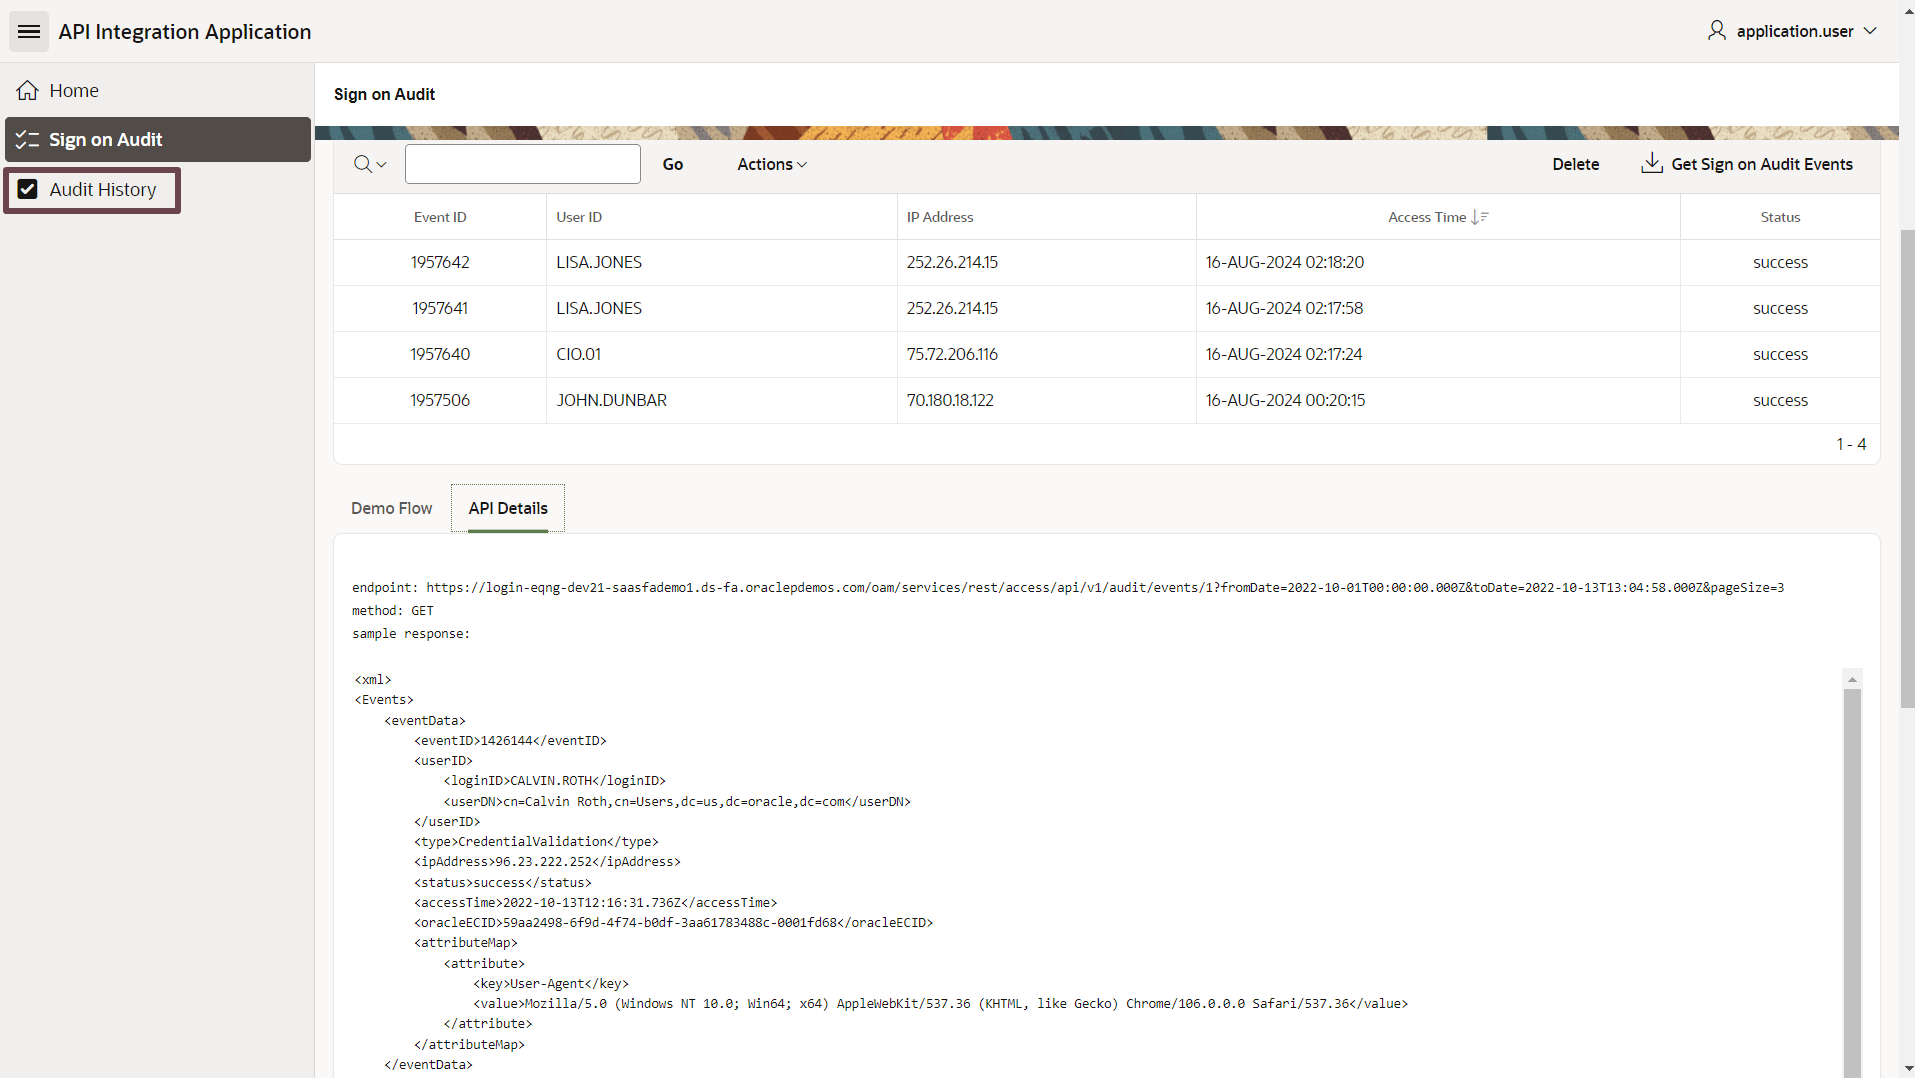 API Integration Application
application.user
Home
Sign on Audit
Audit History
Sign on Audit
Go
Actions
Delete
Get Sign on Audit Events
Event ID User ID IP Address Access Time Status
1957642 LISA.JONES 252.26.214.15 16-AUG-2024 02:18:20 success
1957641 LISA.JONES 252.26.214.15 16-AUG-2024 02:17:58 success
1957640 CIO.01 75.72.206.116 16-AUG-2024 02:17:24 success
1957506 JOHN.DUNBAR 70.180.18.122 16-AUG-2024 00:20:15 success
1 - 4
Demo Flow
API Details
endpoint: https://login-eqng-dev21-saasfademo1.ds-fa.oraclepdemos.com/oam/services/rest/access/api/v1/audit/events/1?fromDate=2022-10-01T00:00:00.000Z&toDate=2022-10-13T13:04:58.000Z&pageSize=3
method: GET
sample response:
<xml>
<Events>
<eventData>
<eventID>1426144</eventID>
<userID>
<loginID>CALVIN.ROTH</loginID>
<userDN>cn=Calvin Roth,cn=Users,dc=us,dc=oracle,dc=com</userDN>
</userID>
<type>CredentialValidation</type>
<ipAddress>96.23.222.252</ipAddress>
<status>success</status>
<accessTime>2022-10-13T12:16:31.736Z</accessTime>
<oracleECID>59aa2498-6f9d-4f74-b0df-3aa61783488c-0001fd68</oracleECID>
<attributeMap>
<attribute>
<key>User-Agent</key>
<value>Mozilla/5.0 (Windows NT 10.0; Win64; x64) AppleWebKit/537.36 (KHTML, like Gecko) Chrome/106.0.0.0 Safari/537.36</value>
</attribute>
</attributeMap>
</eventData>